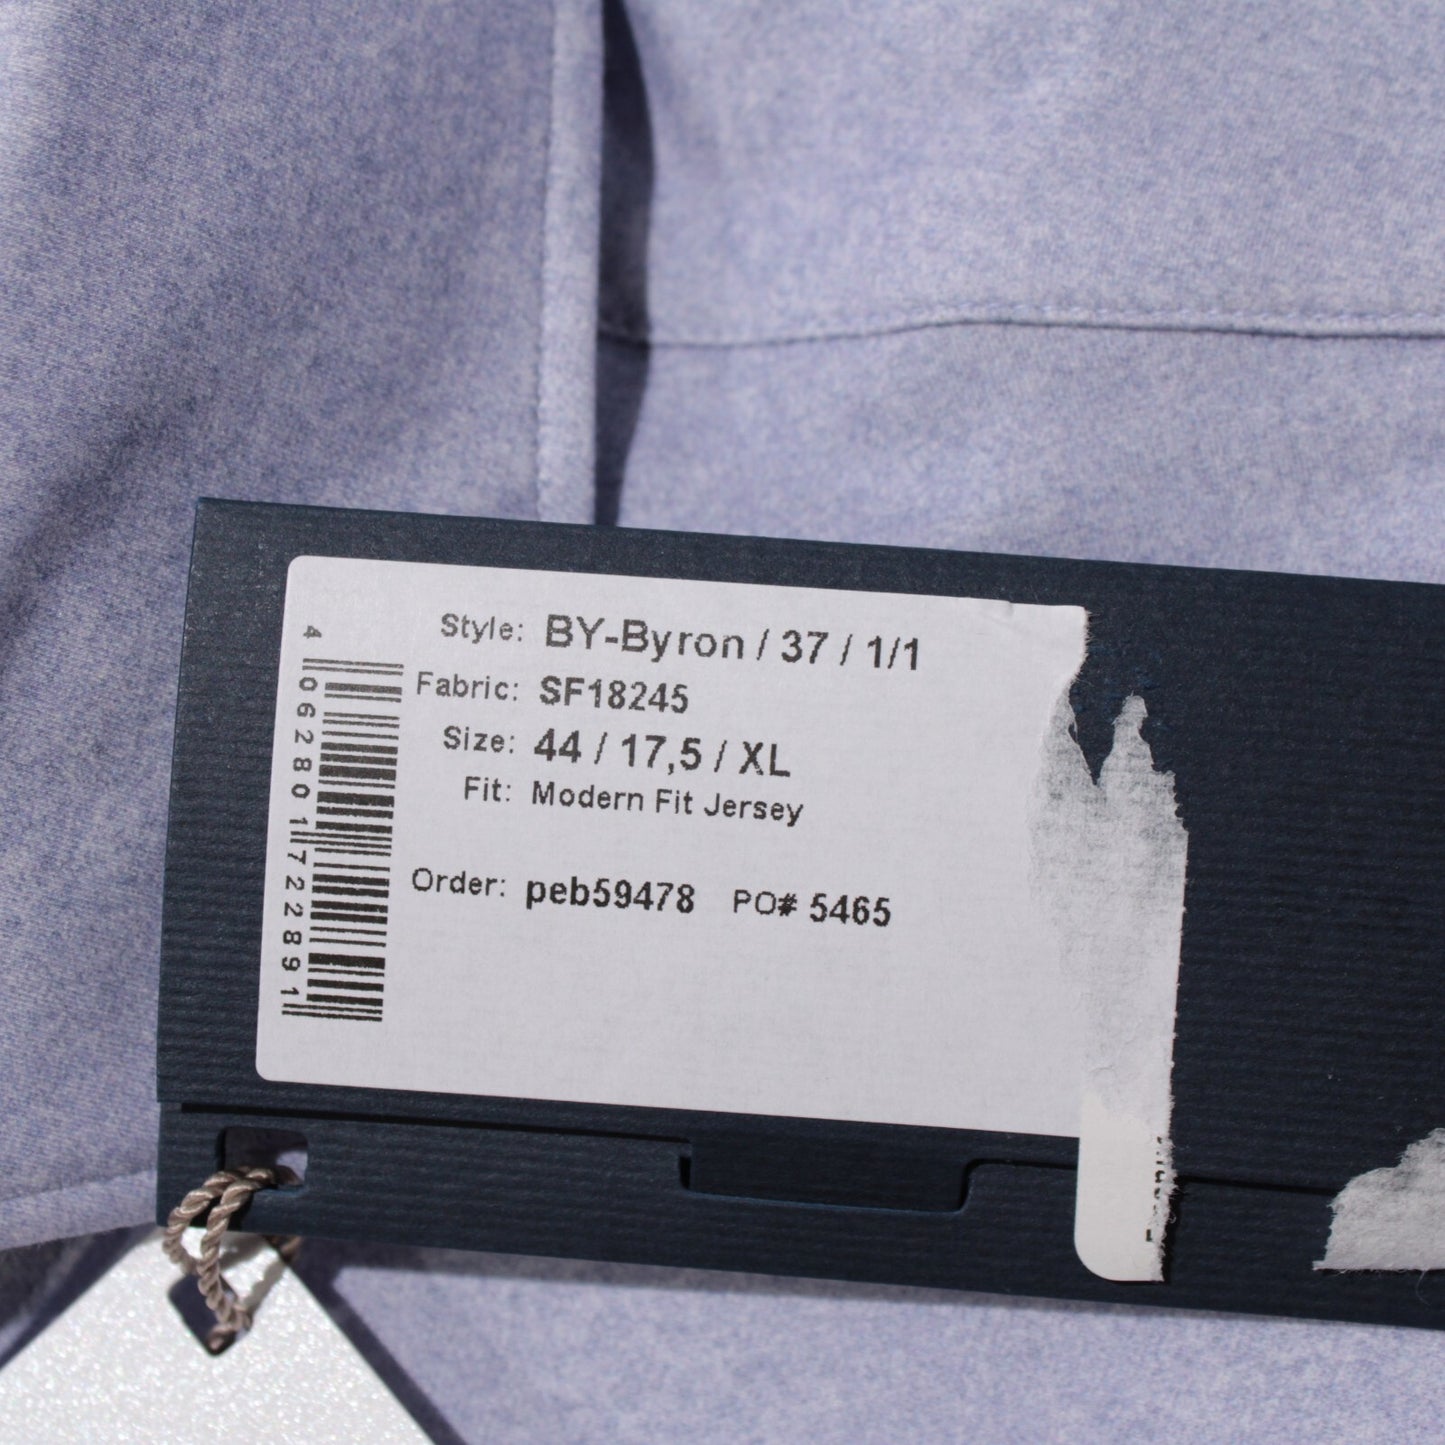 Style: BY-Byron / 37 / 1/1
Fabric: SF18245
Size: 44 / 17,5 / XL
Fit: Modern Fit Jersey
Order: peb59478 PO# 5465
4 062801 722891